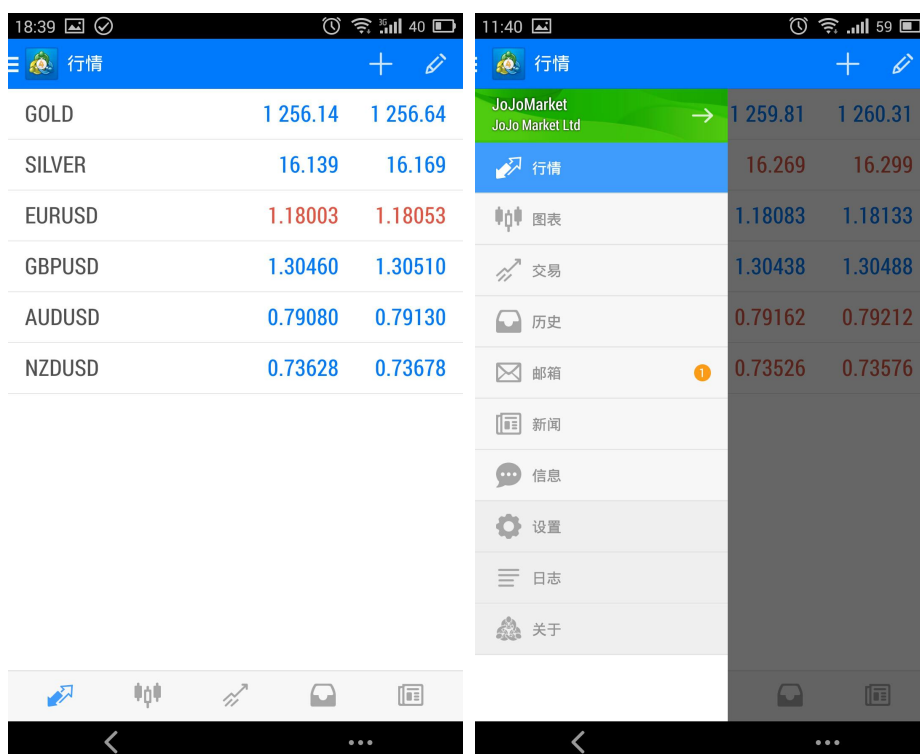 18:39 3G 40
行情
GOLD 1 256.14 1 256.64
SILVER 16.139 16.169
EURUSD 1.18003 1.18053
GBPUSD 1.30460 1.30510
AUDUSD 0.79080 0.79130
NZDUSD 0.73628 0.73678
11:40 59
行情
JoJoMarket
JoJo Market Ltd
1 259.81 1 260.31
行情 16.269 16.299
图表 1.18083 1.18133
交易 1.30438 1.30488
历史 0.79162 0.79212
邮箱 1 0.73526 0.73576
新闻
信息
设置
日志
关于